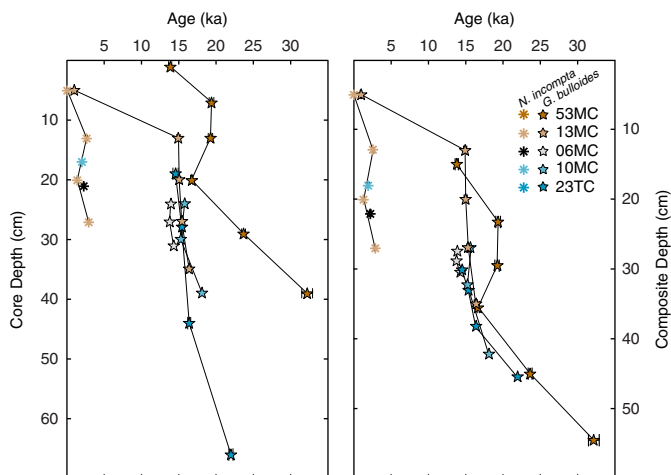 Age (ka)
5 10 15 20 25 30
Age (ka)
5 10 15 20 25 30
Core Depth (cm)
10
20
30
40
50
60
N. incompta
G. bulloides
53MC
13MC
06MC
10MC
23TC
10
20
30
40
50
Composite Depth (cm)